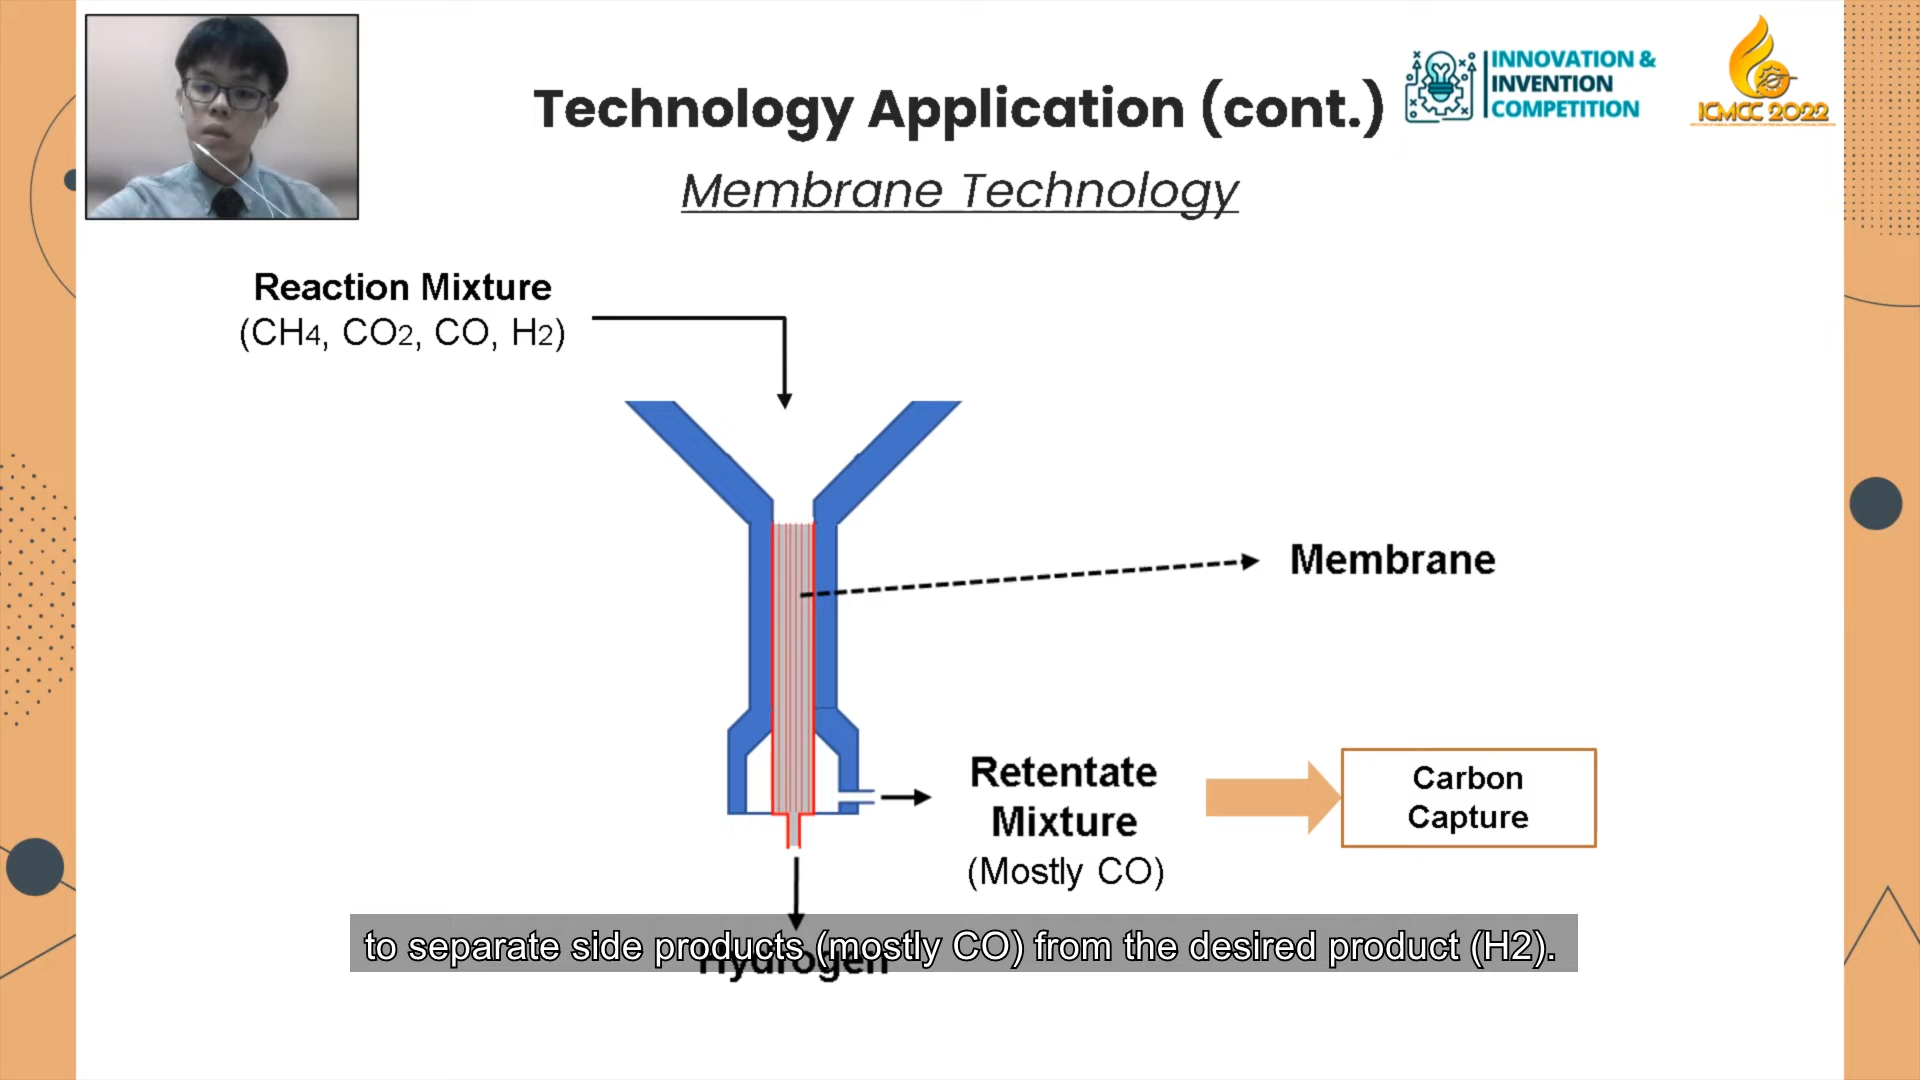 Technology Application (cont.)
INNOVATION &
INVENTION
COMPETITION
ICMCC 2022
Membrane Technology
Reaction Mixture
(CH4, CO2, CO, H2)
Membrane
Retentate
Mixture
(Mostly CO)
Carbon
Capture
Hydrogen
to separate side products (mostly CO) from the desired product (H2).